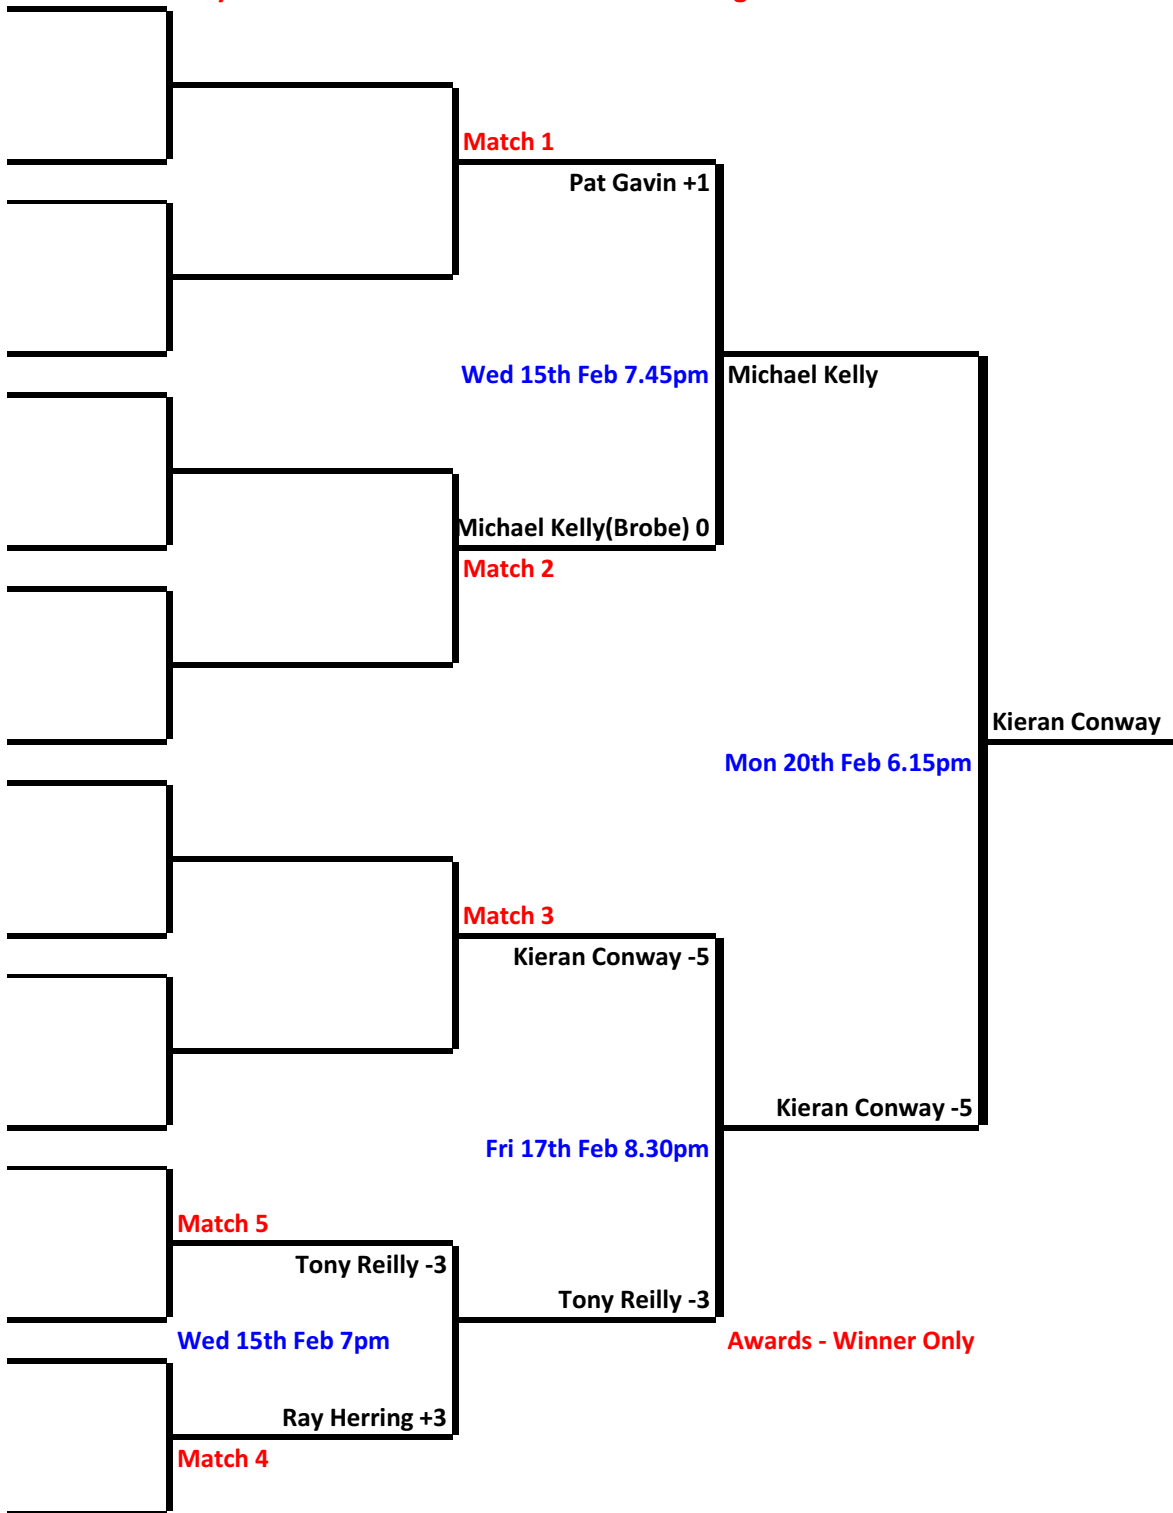 Match 1
Pat Gavin +1
Wed 15th Feb 7.45pm
Michael Kelly
Michael Kelly(Brobe) 0
Match 2
Kieran Conway
Mon 20th Feb 6.15pm
Match 3
Kieran Conway -5
Kieran Conway -5
Fri 17th Feb 8.30pm
Match 5
Tony Reilly -3
Tony Reilly -3
Wed 15th Feb 7pm
Awards - Winner Only
Ray Herring +3
Match 4